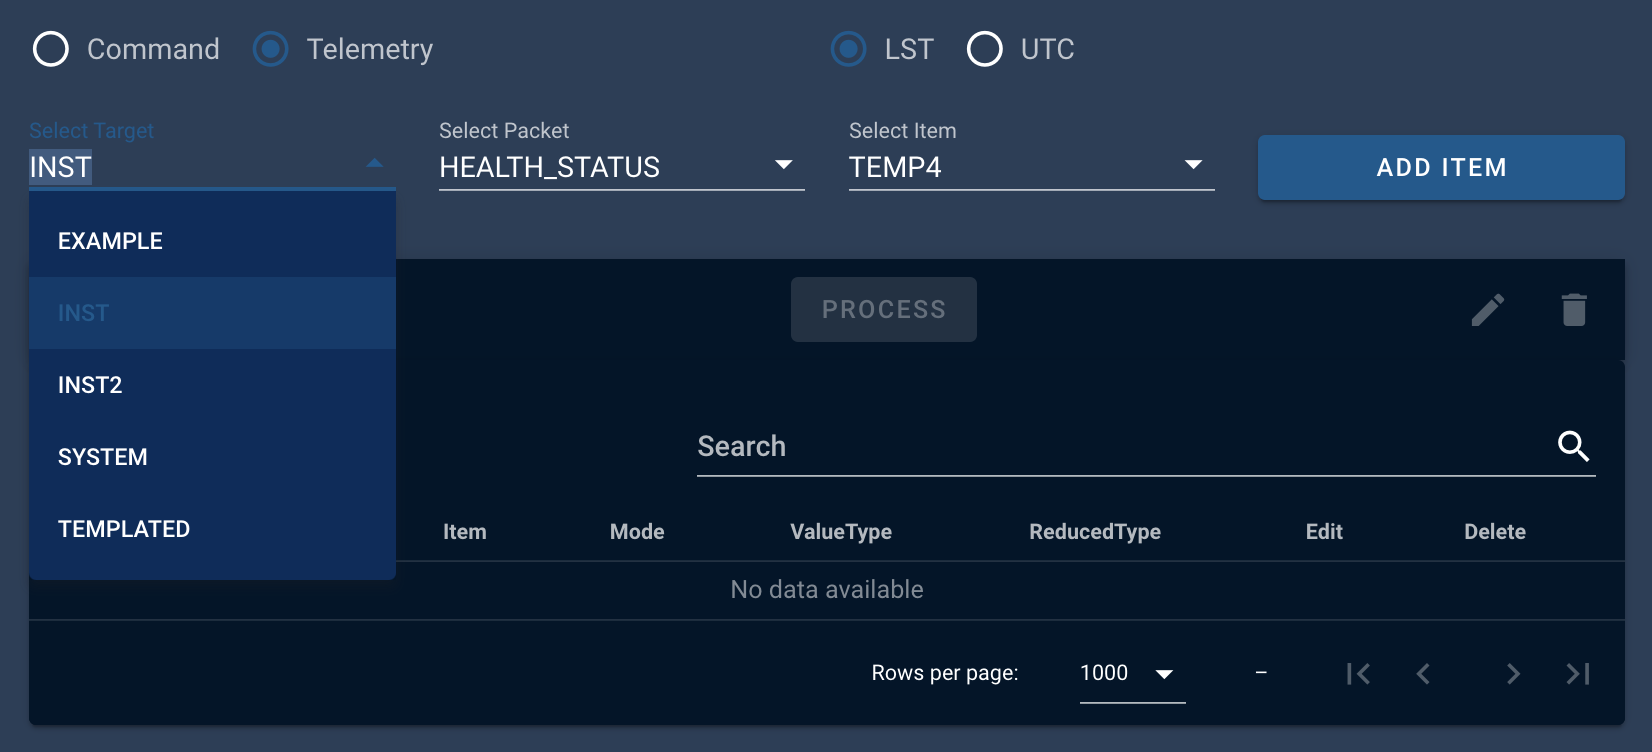 Command Telemetry LST UTC
Select Target Select Packet Select Item
INST HEALTH_STATUS TEMP4 ADD ITEM
EXAMPLE
INST
INST2
SYSTEM
TEMPLATED
PROCESS
Search
Item Mode ValueType ReducedType Edit Delete
No data available
Rows per page: 1000 –